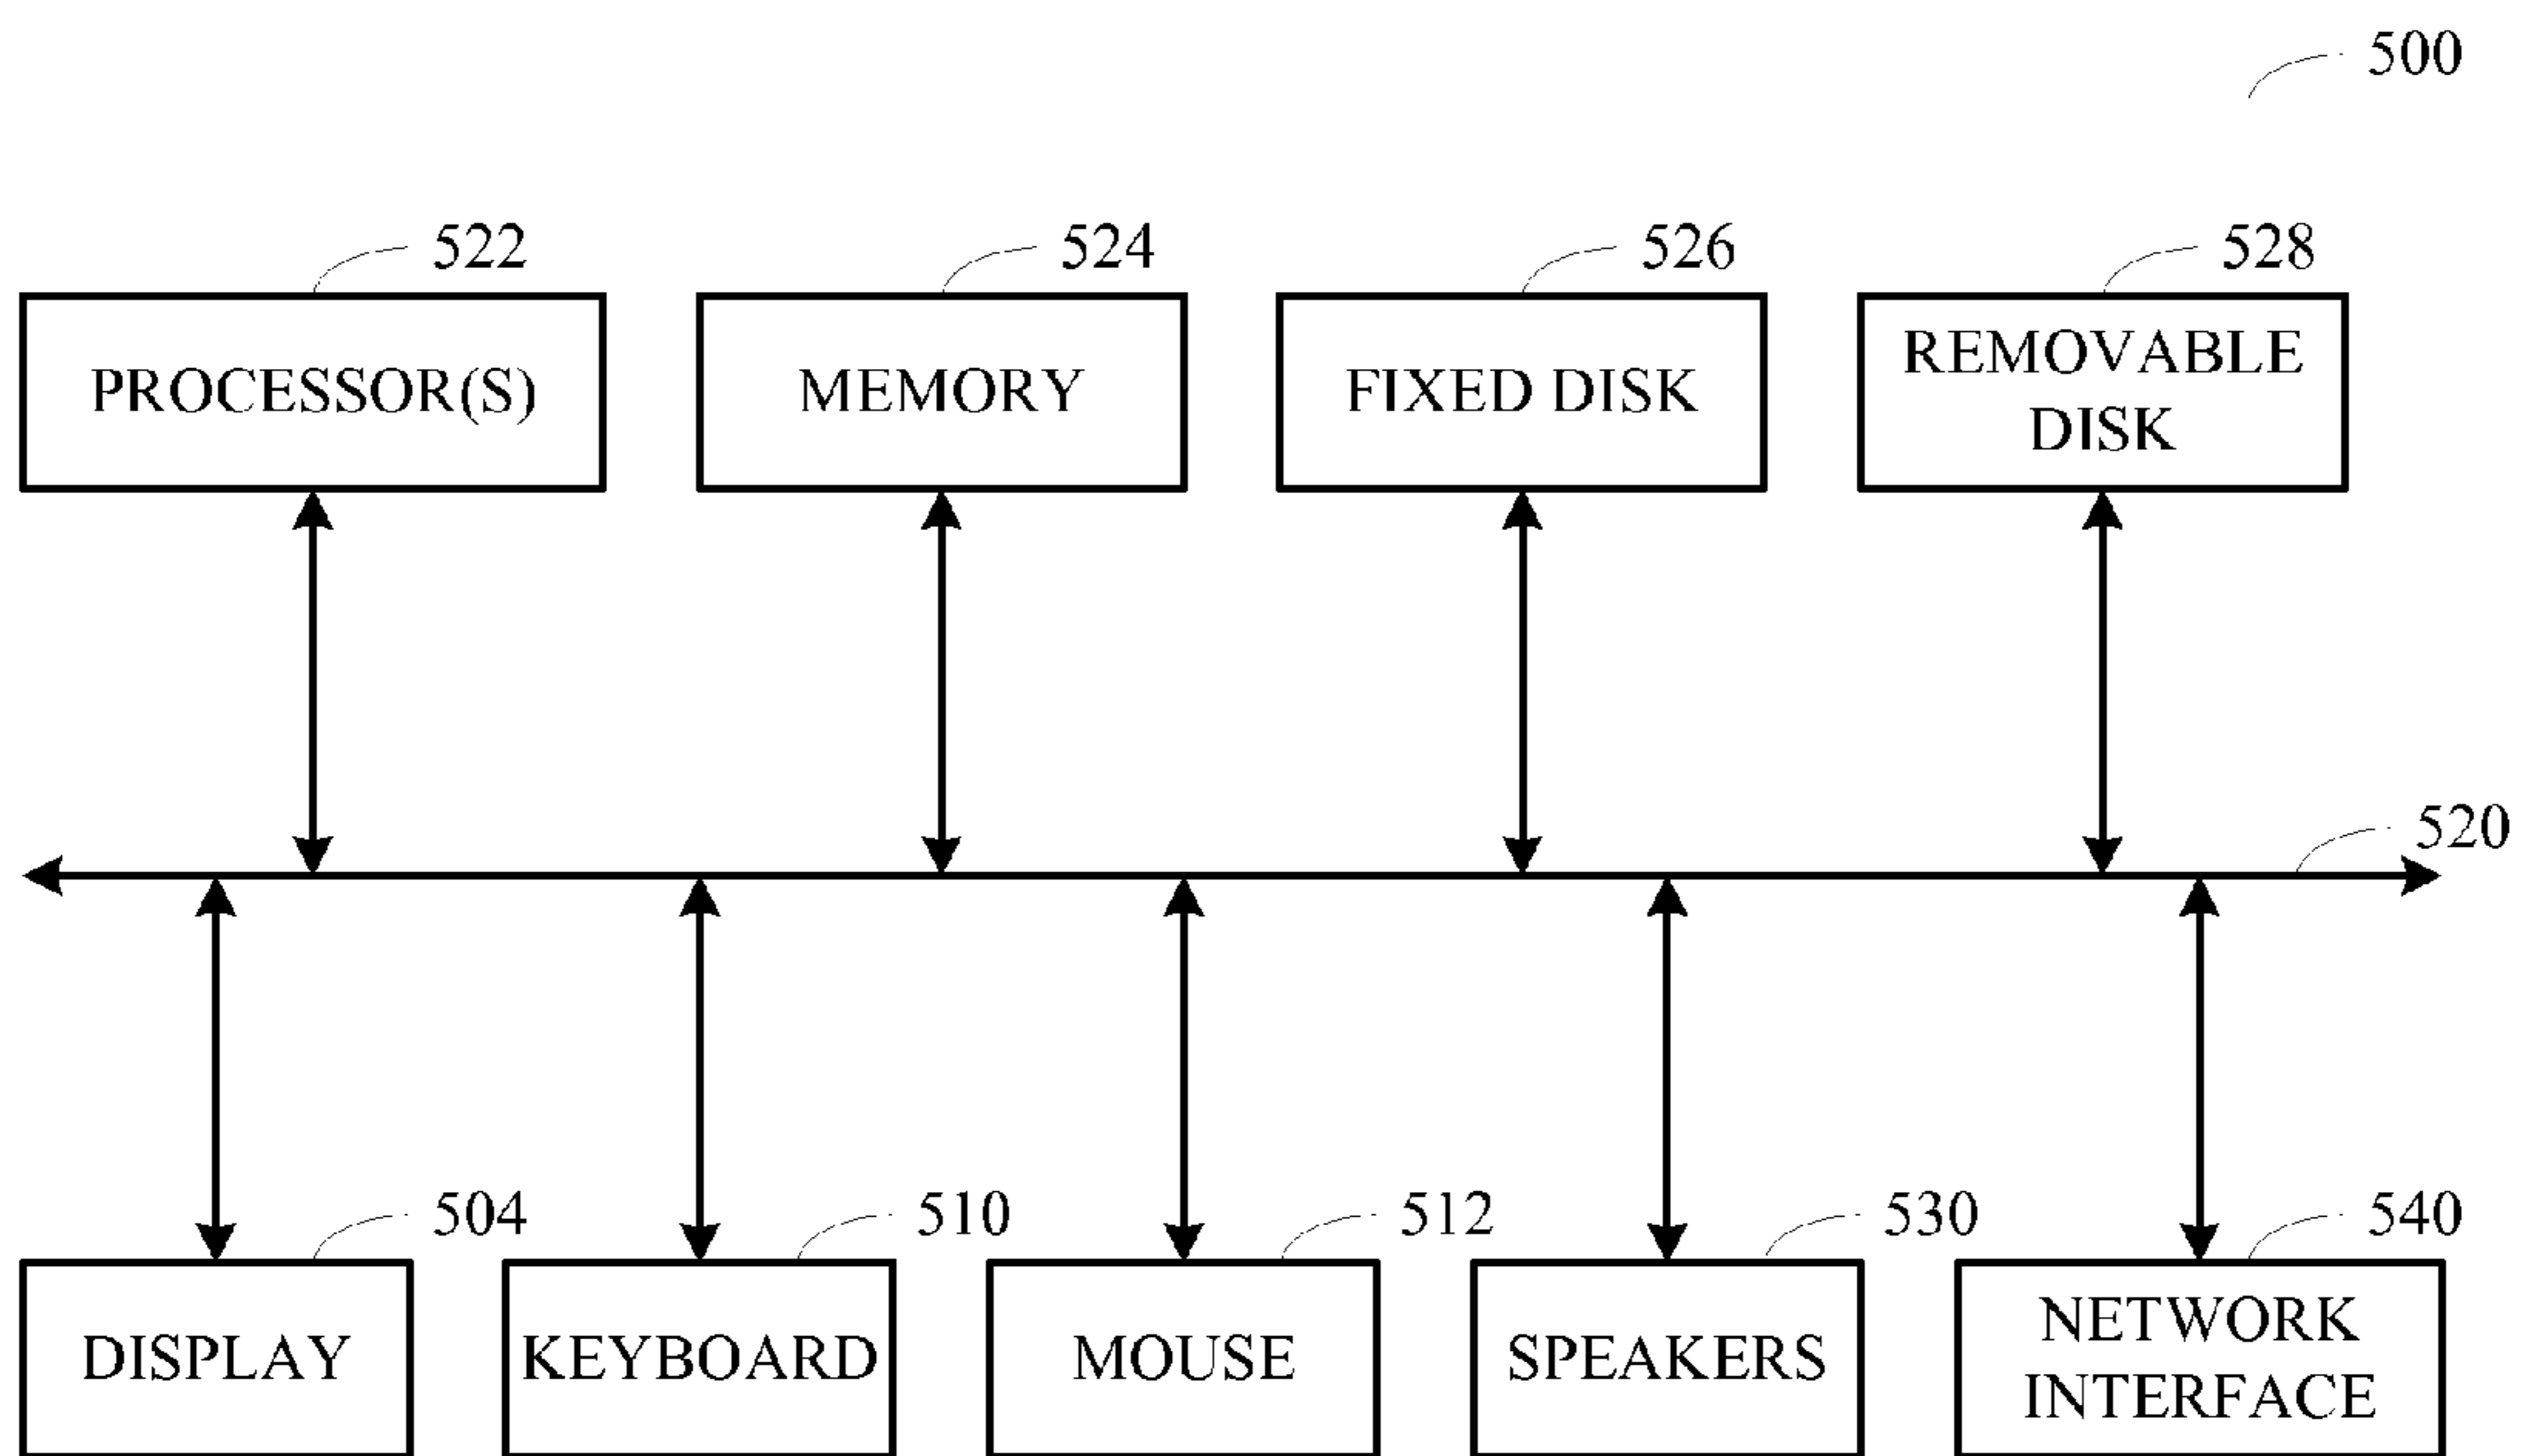 500
522
524
526
528
PROCESSOR(S)
MEMORY
FIXED DISK
REMOVABLE
DISK
520
504
510
512
530
540
DISPLAY
KEYBOARD
MOUSE
SPEAKERS
NETWORK
INTERFACE